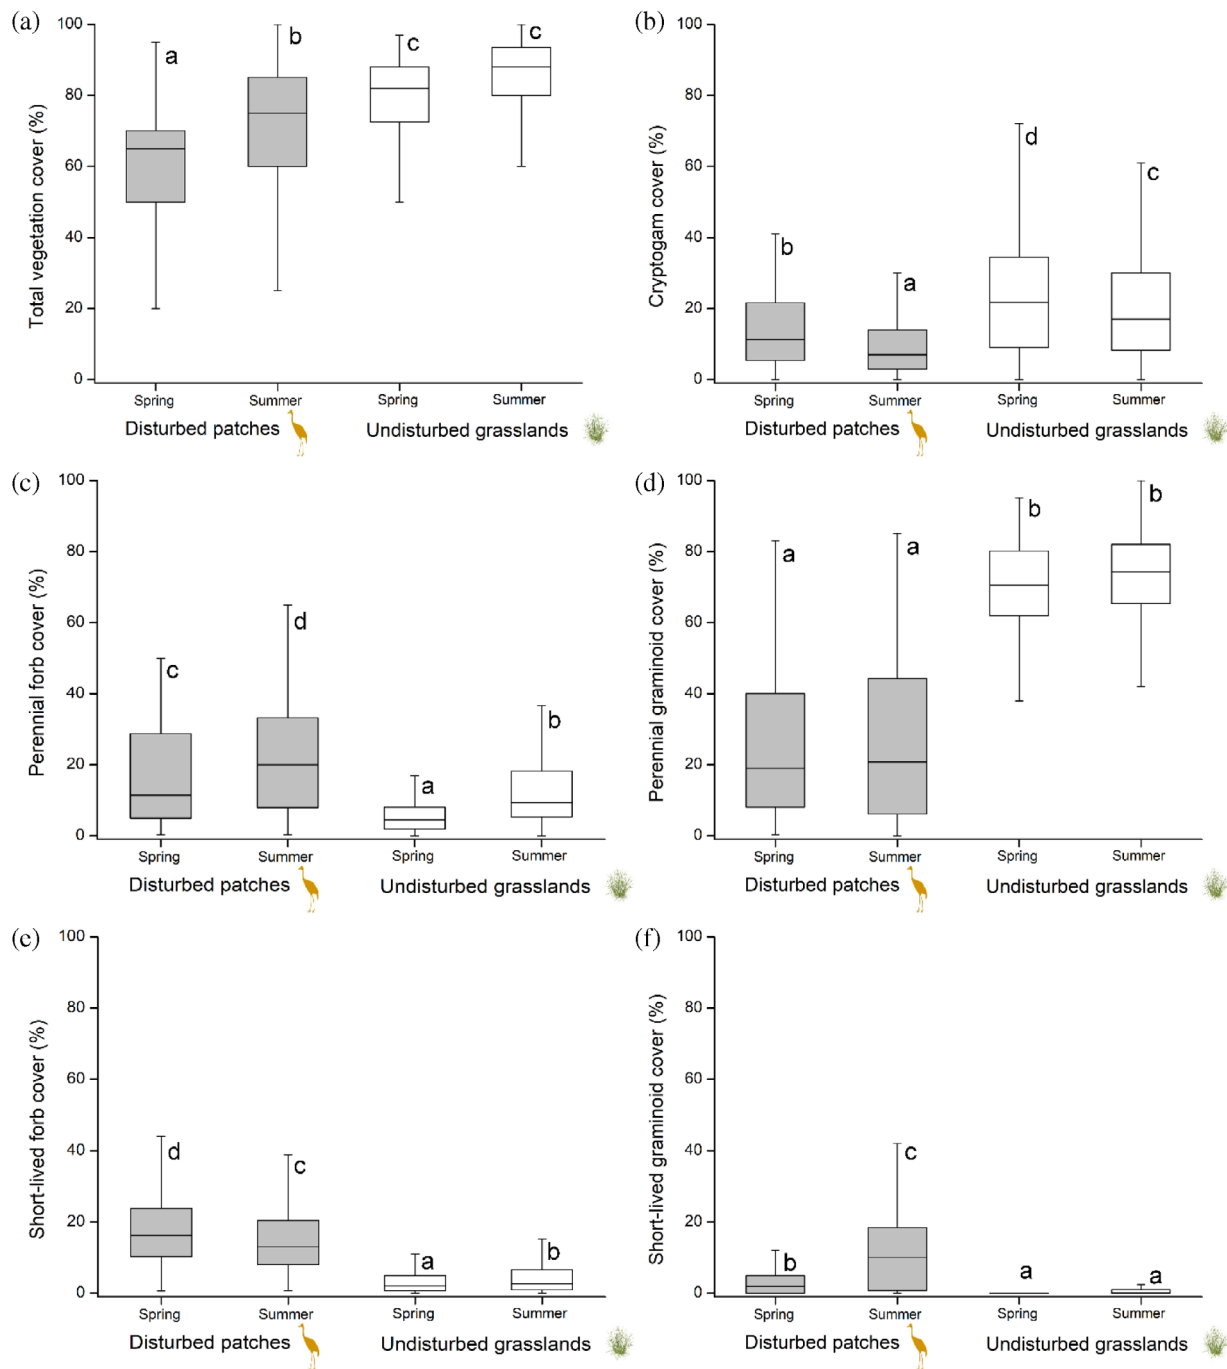 (a)
Total vegetation cover (%)
100
80
60
40
20
0
a
b
c
c
Spring
Summer
Spring
Summer
Disturbed patches
Undisturbed grasslands
(b)
Cryptogam cover (%)
100
80
60
40
20
0
b
a
d
c
Spring
Summer
Spring
Summer
Disturbed patches
Undisturbed grasslands
(c)
Perennial forb cover (%)
100
80
60
40
20
0
c
d
a
b
Spring
Summer
Spring
Summer
Disturbed patches
Undisturbed grasslands
(d)
Perennial graminoid cover (%)
100
80
60
40
20
0
a
a
b
b
Spring
Summer
Spring
Summer
Disturbed patches
Undisturbed grasslands
(e)
Short-lived forb cover (%)
100
80
60
40
20
0
d
c
a
b
Spring
Summer
Spring
Summer
Disturbed patches
Undisturbed grasslands
(f)
Short-lived graminoid cover (%)
100
80
60
40
20
0
b
c
a
a
Spring
Summer
Spring
Summer
Disturbed patches
Undisturbed grasslands